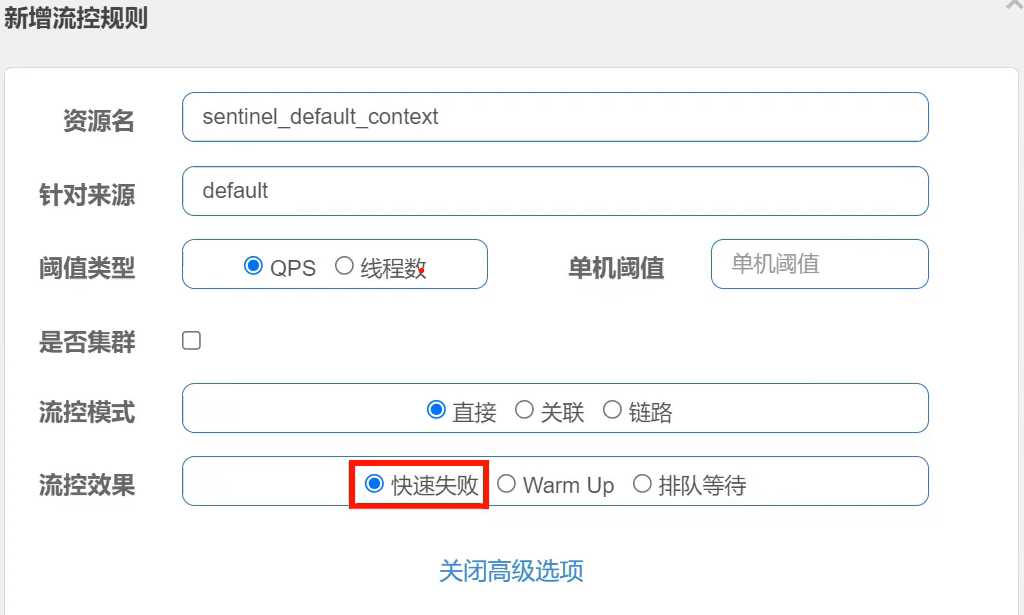 新增流控规则
资源名 sentinel_default_context
针对来源 default
阈值类型 QPS 线程数 单机阈值 单机阈值
是否集群
流控模式 直接 关联 链路
流控效果 快速失败 Warm Up 排队等待
关闭高级选项